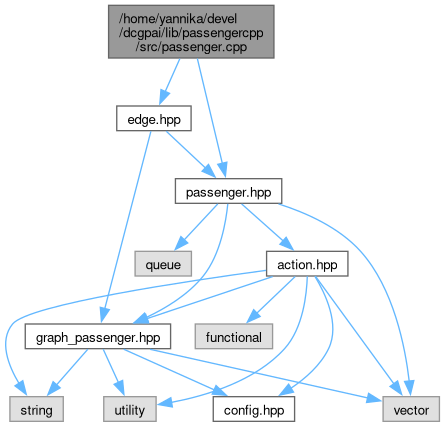 /home/yannika/devel
/dcgpai/lib/passengercpp
/src/passenger.cpp
edge.hpp
passenger.hpp
queue
action.hpp
graph_passenger.hpp
functional
string
utility
config.hpp
vector